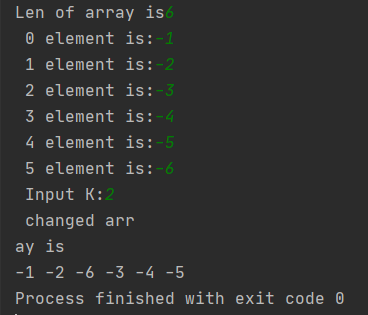 Len of array is6
0 element is:-1
1 element is:-2
2 element is:-3
3 element is:-4
4 element is:-5
5 element is:-6
Input K:2
changed arr
ay is
-1 -2 -6 -3 -4 -5
Process finished with exit code 0